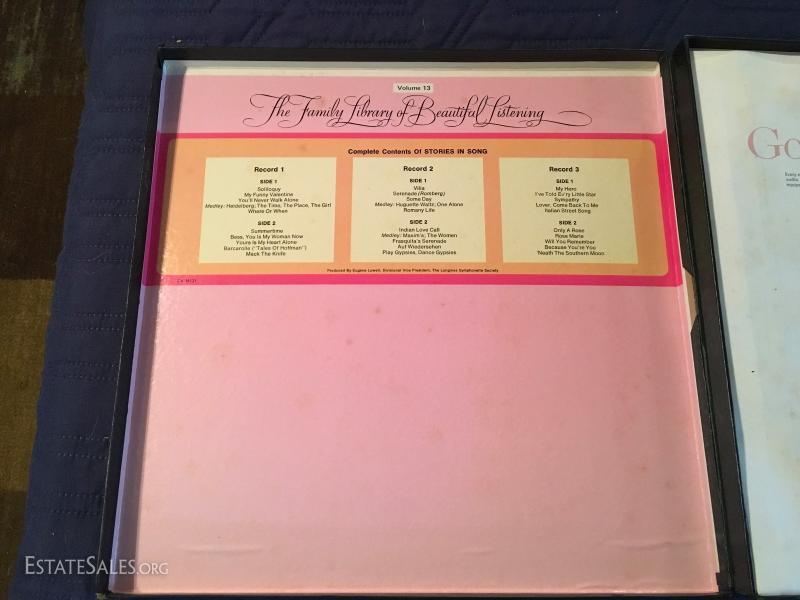 Volume 13
The Family Library of Beautiful Listening
Complete Contents Of STORIES IN SONG
Record 1
SIDE 1
Soliloquy
My Funny Valentine
You'll Never Walk Alone
Medley: Heidelberg; The Time, The Place, The Girl
Where Or When
SIDE 2
Summertime
Bess, You Is My Woman Now
Yours Is My Heart Alone
Barcarolle ("Tales Of Hoffman")
Mack The Knife
Record 2
SIDE 1
Vilia
Serenade (Romberg)
Some Day
Medley: Huguette Waltz; One Alone
Romany Life
SIDE 2
Indian Love Call
Medley: Maxim's; The Women
Frasquita's Serenade
Auf Wiedersehen
Play Gypsies, Dance Gypsies
Record 3
SIDE 1
My Hero
I've Told Ev'ry Little Star
Sympathy
Lover, Come Back To Me
Italian Street Song
SIDE 2
Only A Rose
Rose Marie
Will You Remember
Because You're You
'Neath The Southern Moon
Produced By Eugene Lowell, Divisional Vice President, The Longines Symphonette Society
Go
Every
ESTATESALES.ORG